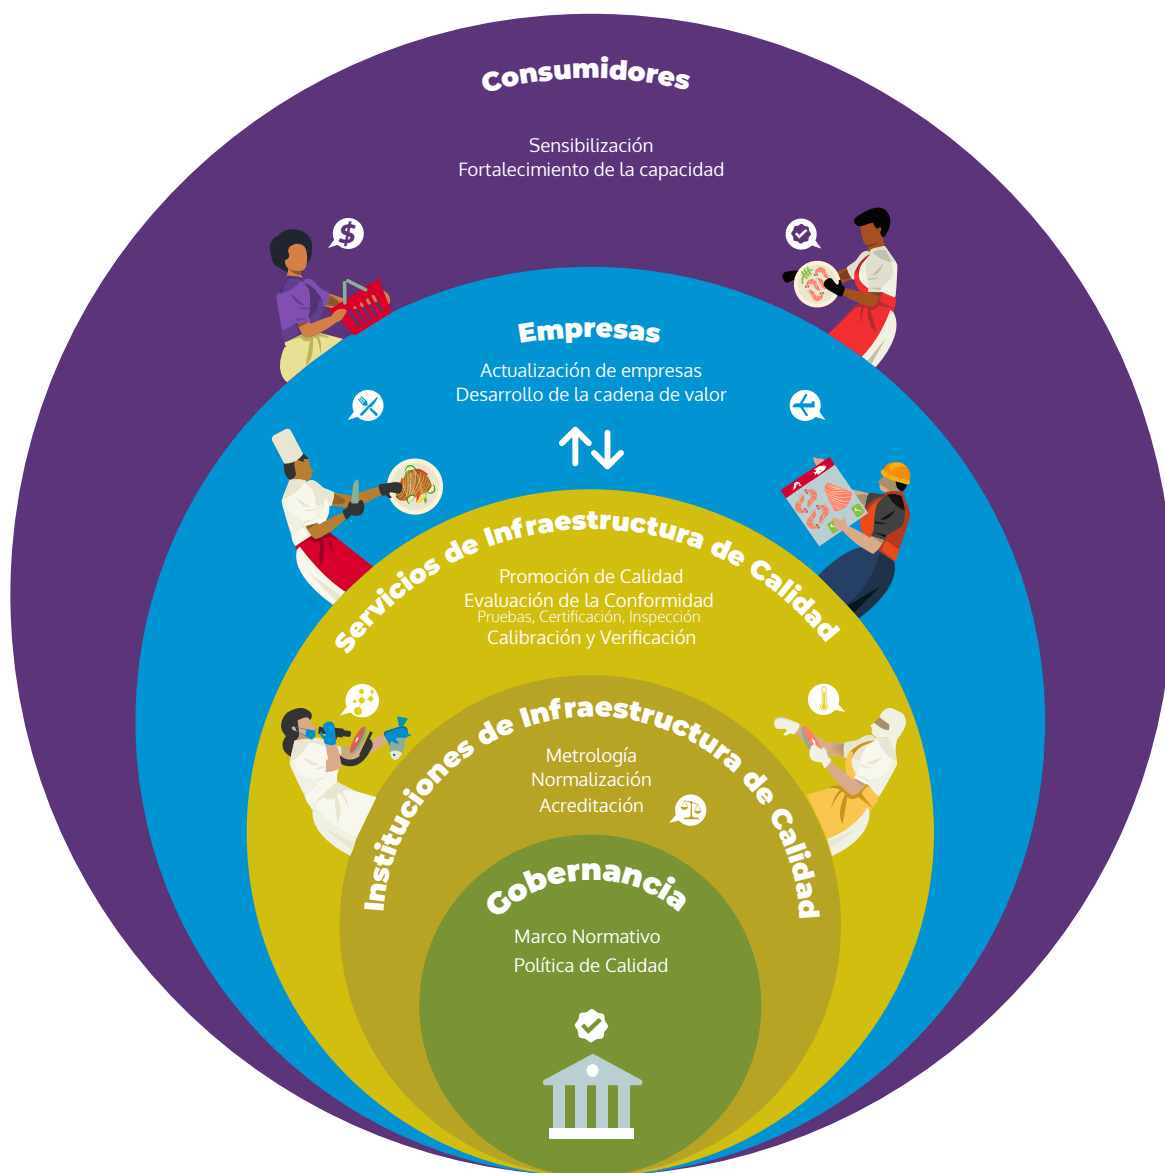 Consumidores
Sensibilización
Fortalecimiento de la capacidad
$
Empresas
Actualización de empresas
Desarrollo de la cadena de valor
Servicios de Infraestructura de Calidad
Promoción de Calidad
Evaluación de la Conformidad
Pruebas, Certificación, Inspección
Calibración y Verificación
Instituciones de Infraestructura de Calidad
Metrología
Normalización
Acreditación
Gobernancia
Marco Normativo
Política de Calidad